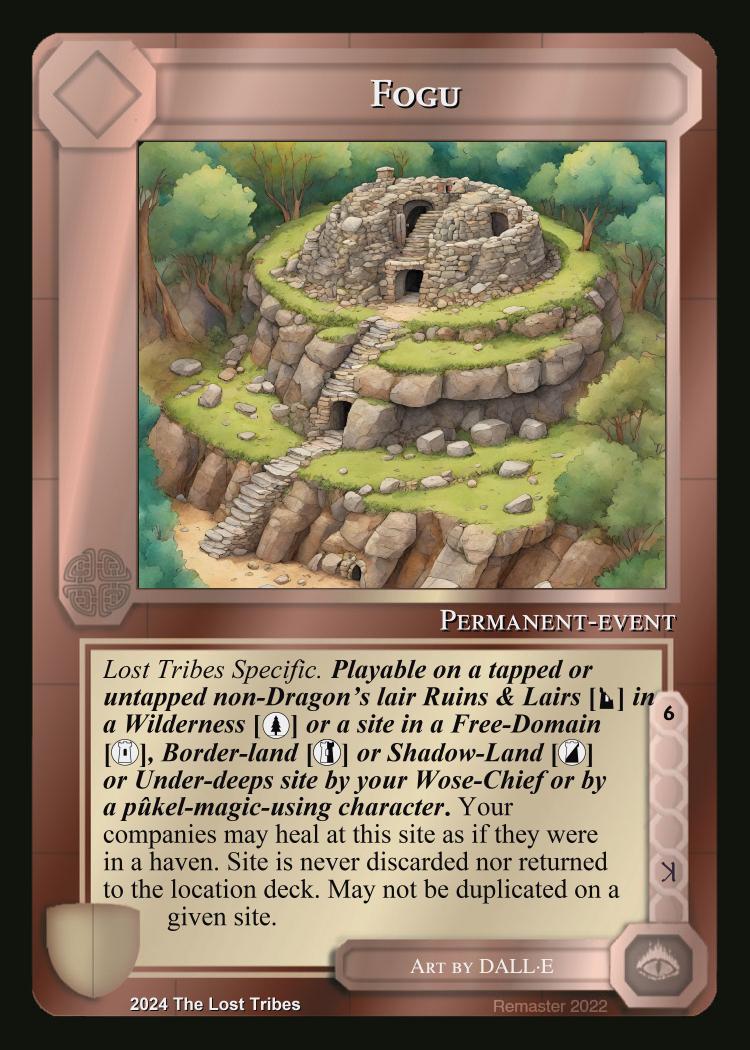 Fogu
Permanent-event
Lost Tribes Specific. Playable on a tapped or
untapped non-Dragon's lair Ruins & Lairs [] in
a Wilderness [] or a site in a Free-Domain
[], Border-land [] or Shadow-Land []
or Under-deeps site by your Wose-Chief or by
a pûkel-magic-using character. Your
companies may heal at this site as if they were
in a haven. Site is never discarded nor returned
to the location deck. May not be duplicated on a
given site.
6
Art by DALL·E
2024 The Lost Tribes
Remaster 2022